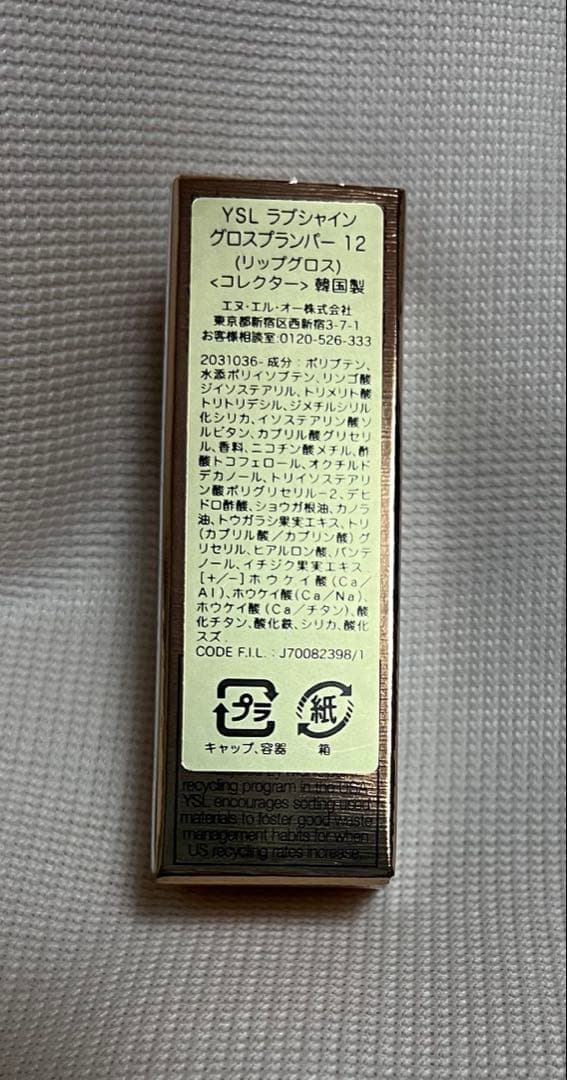 YSL ラブシャイン
グロスプランパー 12
(リップグロス)
<コレクター> 韓国製
エヌ・エル・オー株式会社
東京都新宿区西新宿3-7-1
お客様相談室:0120-526-333
2031036- 成分：ポリブテン、
水添ポリイソブテン、リンゴ酸
ジイソステアリル、トリメリト酸
トリトリデシル、ジメチルシリル
化シリカ、イソステアリン酸ソ
ルビタン、カプリル酸グリセリ
ル、香料、ニコチン酸メチル、酢
酸トコフェロール、オクチルド
デカノール、トリイソステアリ
ン酸ポリグリセリル-2、デヒ
ドロ酢酸、ショウガ根油、カノラ
油、トウガラシ果実エキス、トリ
(カプリル酸／カプリン酸) グ
リセリル、ヒアルロン酸、パンテ
ノール、イチジク果実エキス
[+/-] ホウケイ酸 (Ca/
Al)、ホウケイ酸 (Ca/Na)、
ホウケイ酸 (Ca/チタン)、酸
化チタン、酸化鉄、シリカ、酸化
スズ.
CODE F.I.L. : J70082398/1
プラ 紙
キャップ、容器 箱
recycling program in the USA.
YSL encourages sorting used
materials to foster good waste
management habits for when
US recycling rates increase.